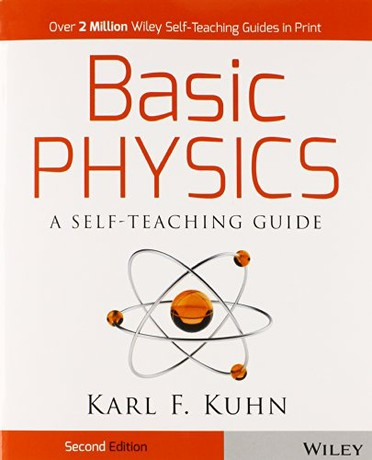 Over 2 Million Wiley Self-Teaching Guides in Print
Basic
PHYSICS
A SELF-TEACHING GUIDE
KARL F. KUHN
Second Edition
WILEY